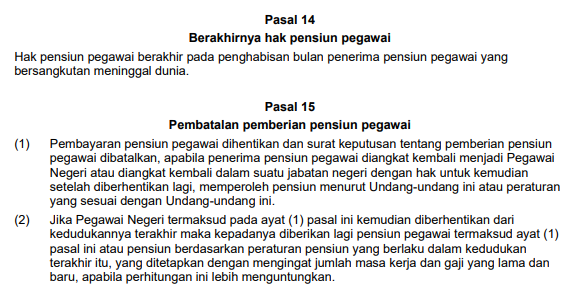 Pasal 14
Berakhirnya hak pensiun pegawai
Hak pensiun pegawai berakhir pada penghabisan bulan penerima pensiun pegawai yang
bersangkutan meninggal dunia.
Pasal 15
Pembatalan pemberian pensiun pegawai
(1) Pembayaran pensiun pegawai dihentikan dan surat keputusan tentang pemberian pensiun
pegawai dibatalkan, apabila penerima pensiun pegawai diangkat kembali menjadi Pegawai
Negeri atau diangkat kembali dalam suatu jabatan negeri dengan hak untuk kemudian
setelah diberhentikan lagi, memperoleh pensiun menurut Undang-undang ini atau peraturan
yang sesuai dengan Undang-undang ini.
(2) Jika Pegawai Negeri termaksud pada ayat (1) pasal ini kemudian diberhentikan dari
kedudukannya terakhir maka kepadanya diberikan lagi pensiun pegawai termaksud ayat (1)
pasal ini atau pensiun berdasarkan peraturan pensiun yang berlaku dalam kedudukan
terakhir itu, yang ditetapkan dengan mengingat jumlah masa kerja dan gaji yang lama dan
baru, apabila perhitungan ini lebih menguntungkan.